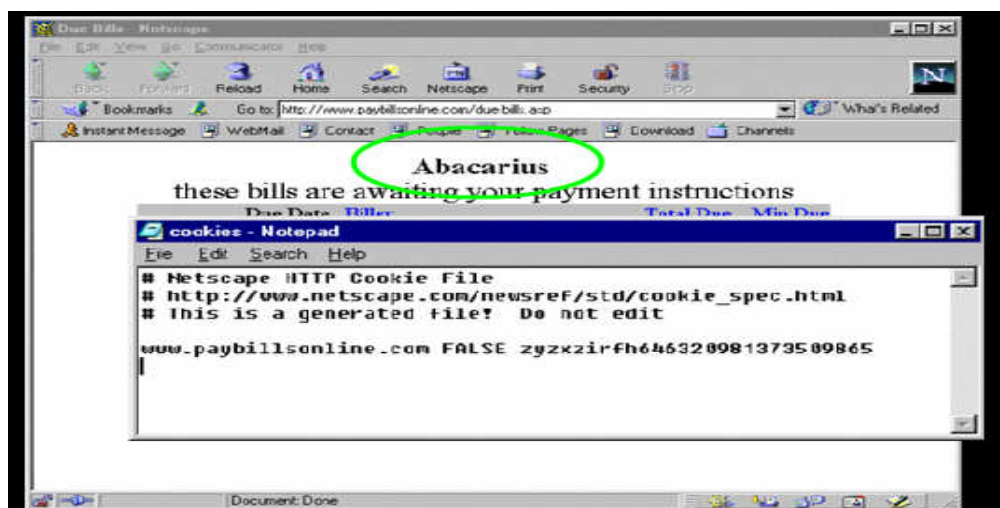 Due Bills - Netscape
File Edit View Go Communicator Help
Back Forward Reload Home Search Netscape Print Security Stop
Bookmarks Go to: http://www.paybillsonline.com/due-bills.asp What's Related
Instant Message WebMail Contact People Yellow Pages Download Channels
Abacarius
these bills are awaiting your payment instructions
Due Date Biller Total Due Min Due
cookies - Notepad
File Edit Search Help
# Netscape HTTP Cookie File
# http://www.netscape.com/newsref/std/cookie_spec.html
# This is a generated file! Do not edit
www.paybillsonline.com FALSE zyzxzirfh646320981373509865
Document: Done